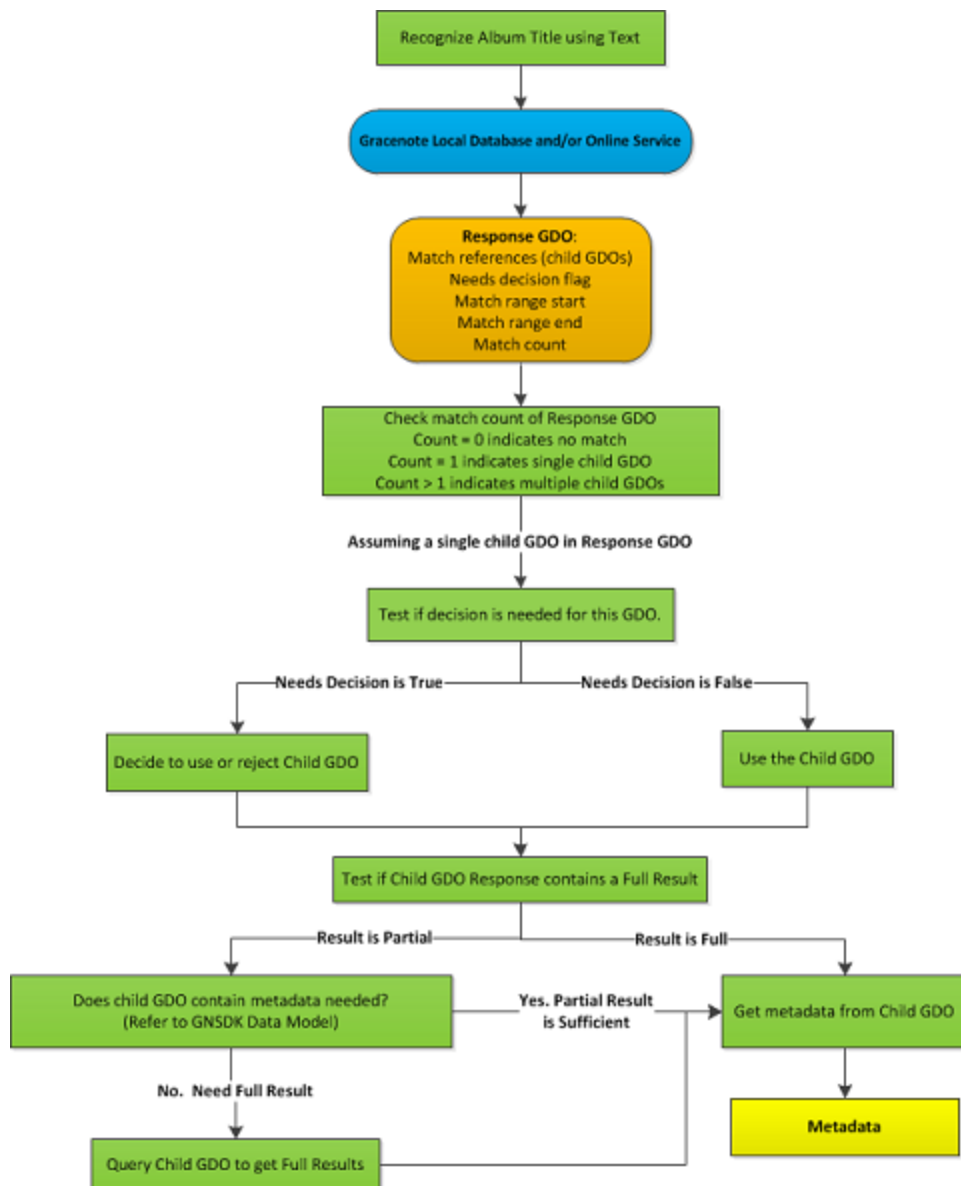 Recognize Album Title using Text
Gracenote Local Database and/or Online Service
Response GDO:
Match references (child GDOs)
Needs decision flag
Match range start
Match range end
Match count
Check match count of Response GDO
Count = 0 indicates no match
Count = 1 indicates single child GDO
Count > 1 indicates multiple child GDOs
Assuming a single child GDO in Response GDO
Test if decision is needed for this GDO.
Needs Decision is True
Needs Decision is False
Decide to use or reject Child GDO
Use the Child GDO
Test if Child GDO Response contains a Full Result
Result is Partial
Result is Full
Does child GDO contain metadata needed?
(Refer to GNSDK Data Model)
Yes. Partial Result
is Sufficient
Get metadata from Child GDO
No. Need Full Result
Metadata
Query Child GDO to get Full Results